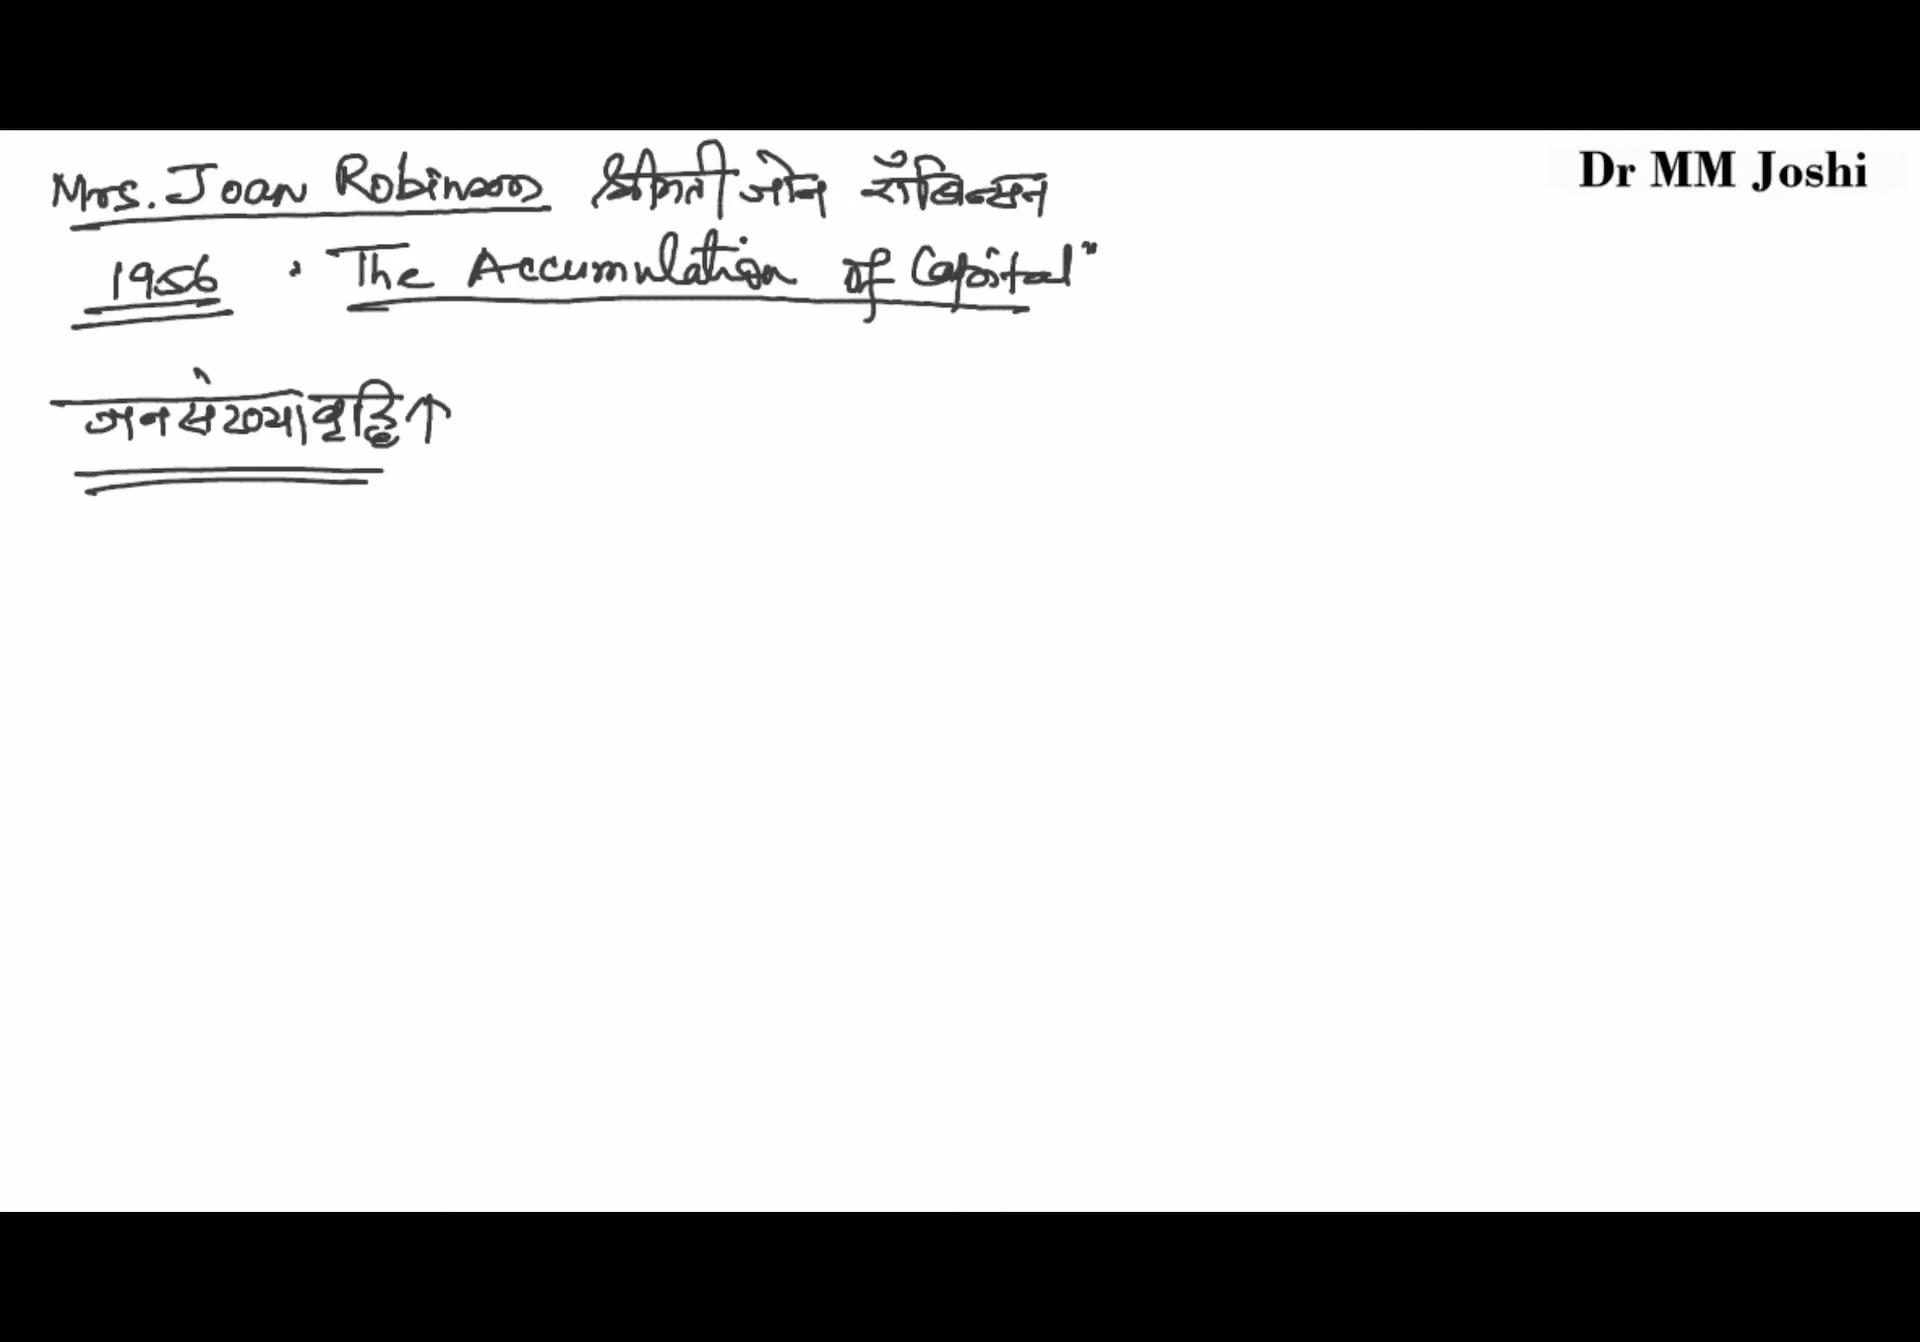 Mrs. Joan Robinson श्रीमती जोन रॉबिन्सन
Dr MM Joshi
1956 " The Accumulation of Capital"
जनसंख्या वृद्धि ↑